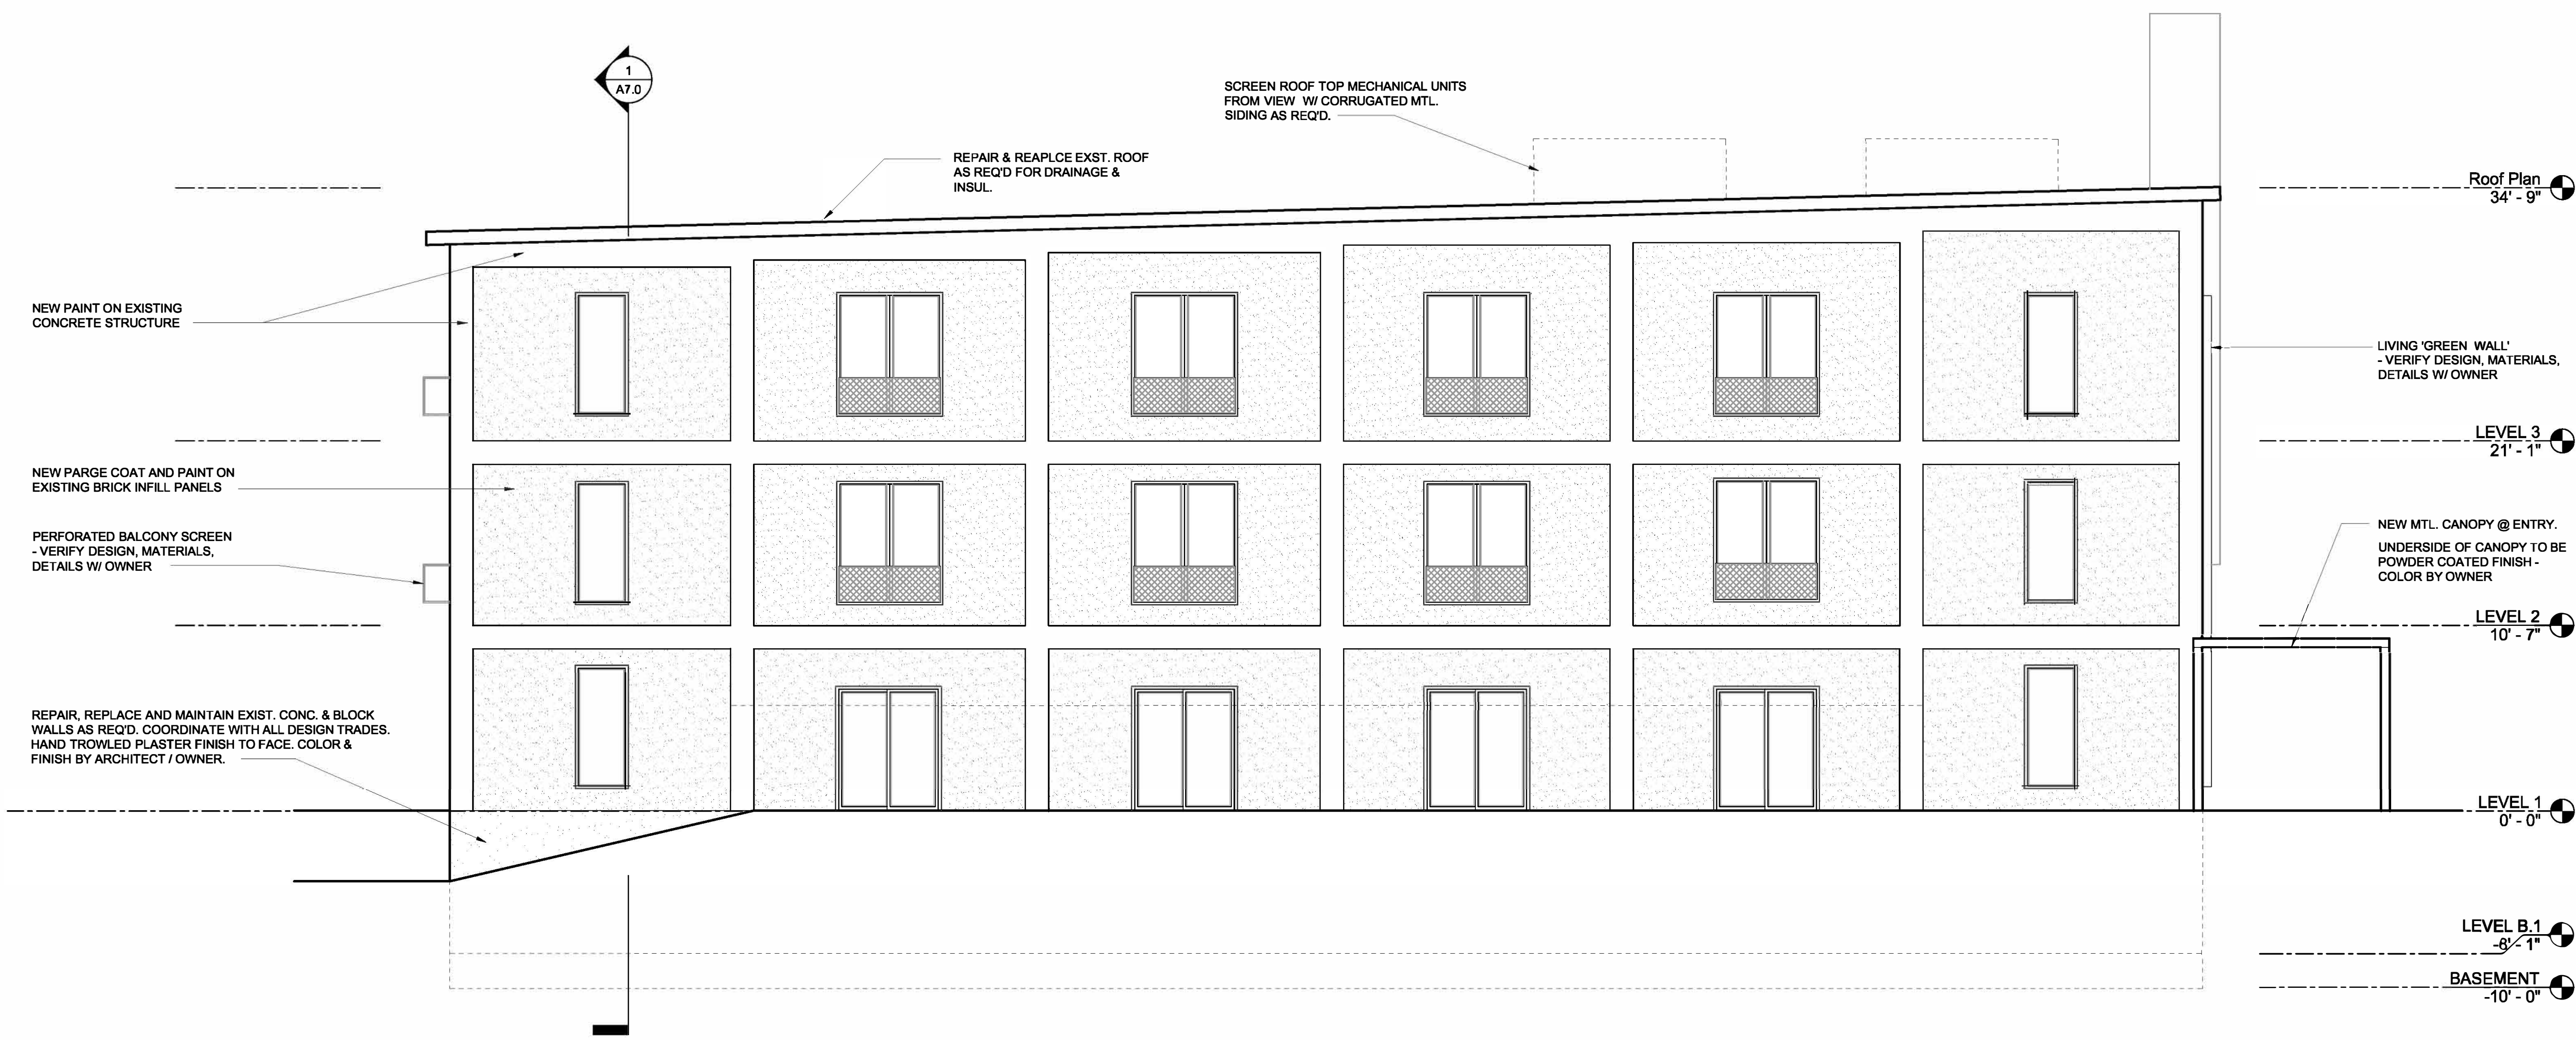 1
A7.0
SCREEN ROOF TOP MECHANICAL UNITS
FROM VIEW W/ CORRUGATED MTL.
SIDING AS REQ'D.
REPAIR & REAPLCE EXST. ROOF
AS REQ'D FOR DRAINAGE &
INSUL.
Roof Plan
34' - 9"
NEW PAINT ON EXISTING
CONCRETE STRUCTURE
LIVING 'GREEN WALL'
- VERIFY DESIGN, MATERIALS,
DETAILS W/ OWNER
LEVEL 3
21' - 1"
NEW PARGE COAT AND PAINT ON
EXISTING BRICK INFILL PANELS
PERFORATED BALCONY SCREEN
- VERIFY DESIGN, MATERIALS,
DETAILS W/ OWNER
NEW MTL. CANOPY @ ENTRY.
UNDERSIDE OF CANOPY TO BE
POWDER COATED FINISH -
COLOR BY OWNER
LEVEL 2
10' - 7"
REPAIR, REPLACE AND MAINTAIN EXIST. CONC. & BLOCK
WALLS AS REQ'D. COORDINATE WITH ALL DESIGN TRADES.
HAND TROWLED PLASTER FINISH TO FACE. COLOR &
FINISH BY ARCHITECT / OWNER.
LEVEL 1
0' - 0"
LEVEL B.1
-8' - 1"
BASEMENT
-10' - 0"